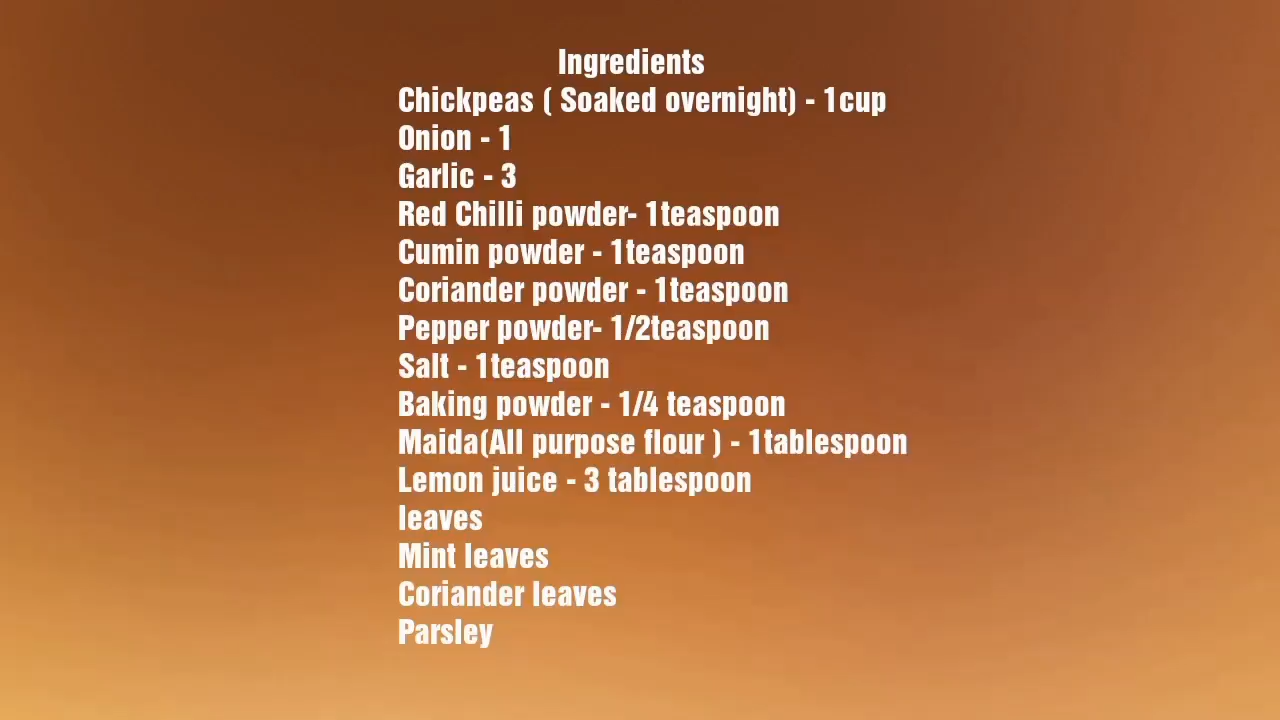 Ingredients
Chickpeas ( Soaked overnight) - 1cup
Onion - 1
Garlic - 3
Red Chilli powder- 1teaspoon
Cumin powder - 1teaspoon
Coriander powder - 1teaspoon
Pepper powder- 1/2teaspoon
Salt - 1teaspoon
Baking powder - 1/4 teaspoon
Maida(All purpose flour ) - 1tablespoon
Lemon juice - 3 tablespoon
leaves
Mint leaves
Coriander leaves
Parsley